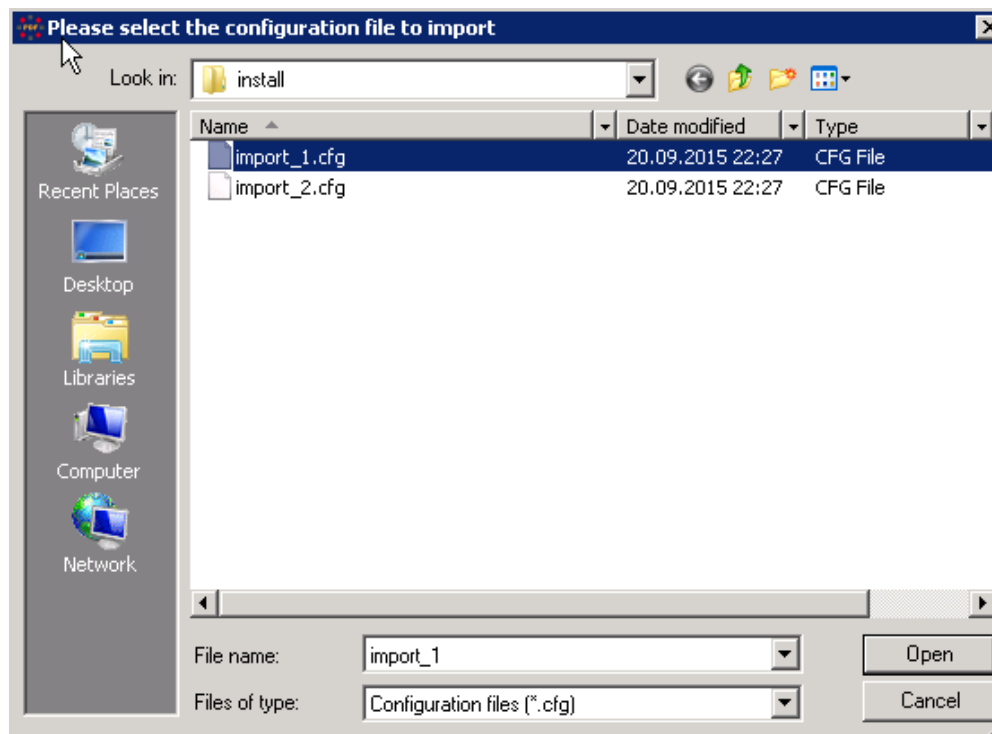 Please select the configuration file to import
Look in: install
Name Date modified Type
import_1.cfg 20.09.2015 22:27 CFG File
import_2.cfg 20.09.2015 22:27 CFG File
Recent Places
Desktop
Libraries
Computer
Network
File name: import_1 Open
Files of type: Configuration files (*.cfg) Cancel